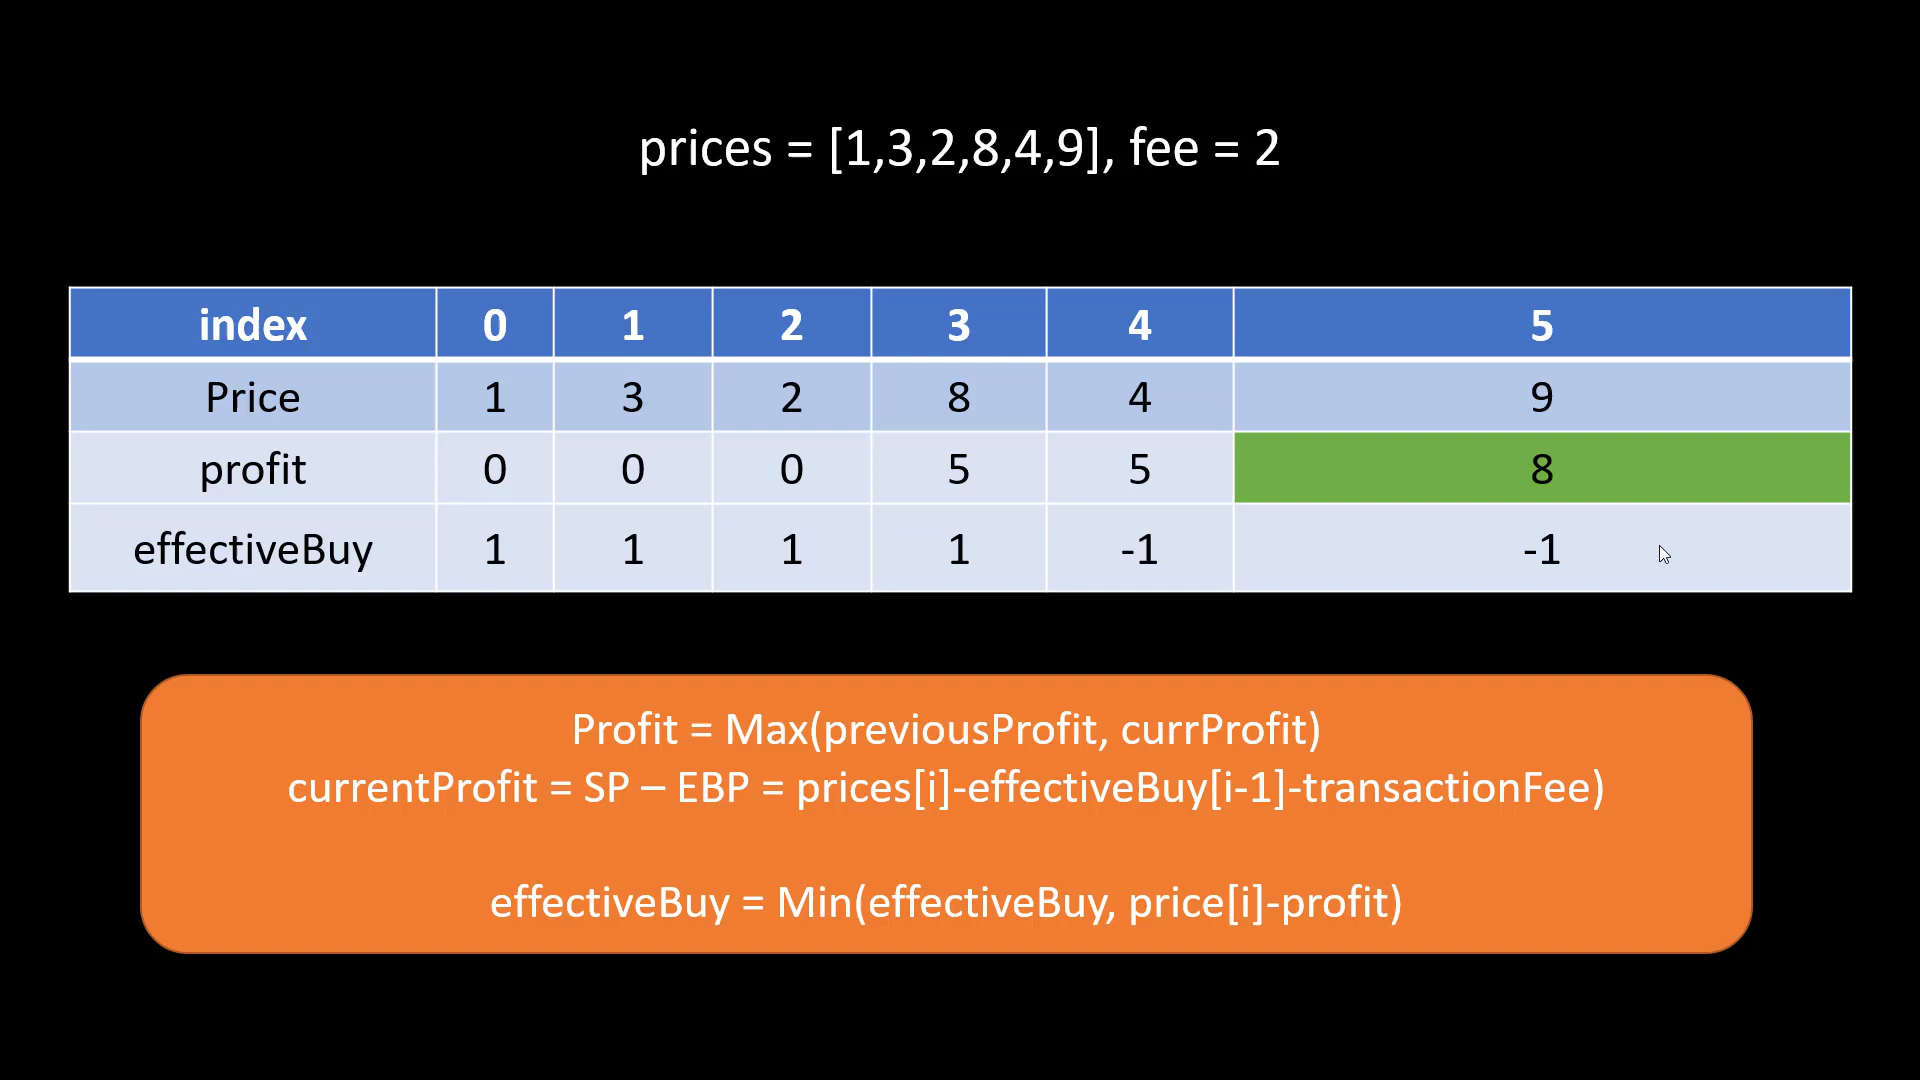 prices = [1,3,2,8,4,9], fee = 2
index 0 1 2 3 4 5
Price 1 3 2 8 4 9
profit 0 0 0 5 5 8
effectiveBuy 1 1 1 1 -1 -1
Profit = Max(previousProfit, currProfit)
currentProfit = SP – EBP = prices[i]-effectiveBuy[i-1]-transactionFee)
effectiveBuy = Min(effectiveBuy, price[i]-profit)